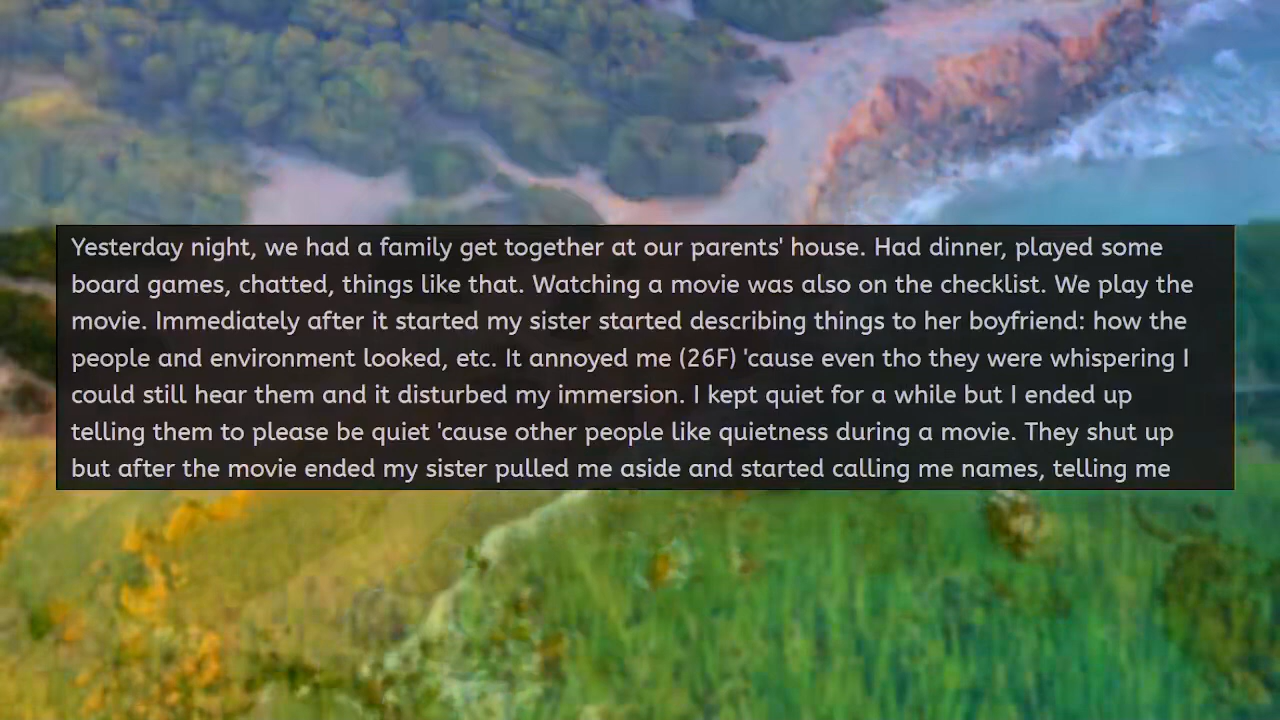 Yesterday night, we had a family get together at our parents' house. Had dinner, played some
board games, chatted, things like that. Watching a movie was also on the checklist. We play the
movie. Immediately after it started my sister started describing things to her boyfriend: how the
people and environment looked, etc. It annoyed me (26F) 'cause even tho they were whispering I
could still hear them and it disturbed my immersion. I kept quiet for a while but I ended up
telling them to please be quiet 'cause other people like quietness during a movie. They shut up
but after the movie ended my sister pulled me aside and started calling me names, telling me